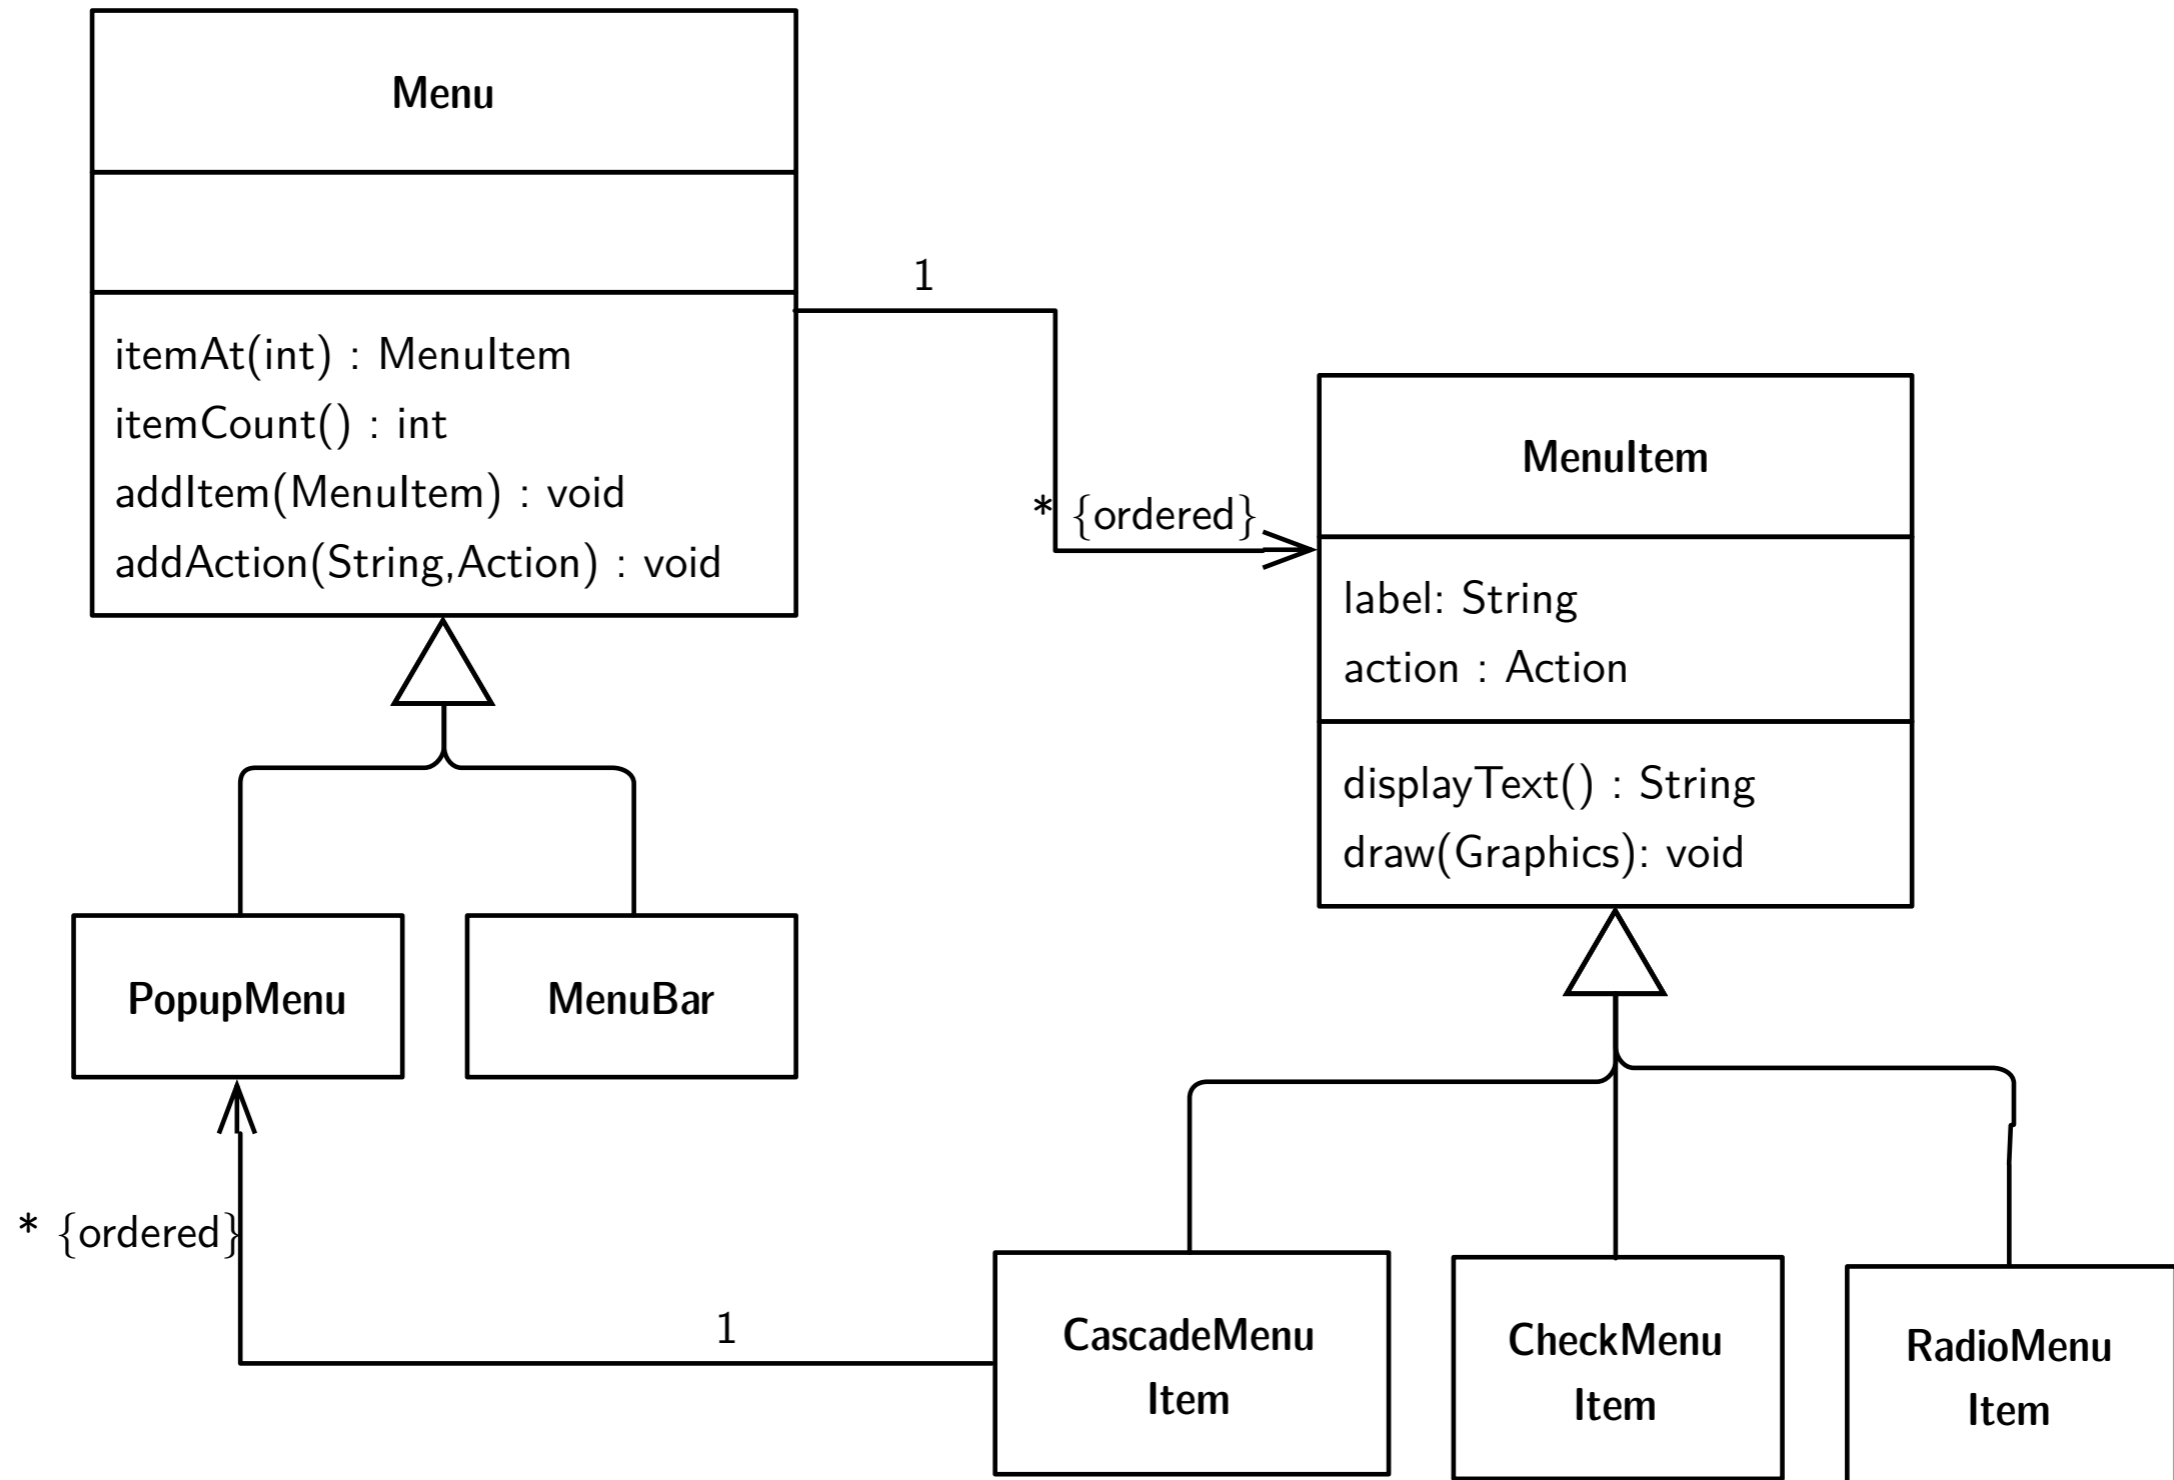 Menu
itemAt(int) : MenuItem
itemCount() : int
addItem(MenuItem) : void
addAction(String,Action) : void
1
* {ordered}
MenuItem
label: String
action : Action
displayText() : String
draw(Graphics): void
PopupMenu
MenuBar
* {ordered}
1
CascadeMenu
Item
CheckMenu
Item
RadioMenu
Item